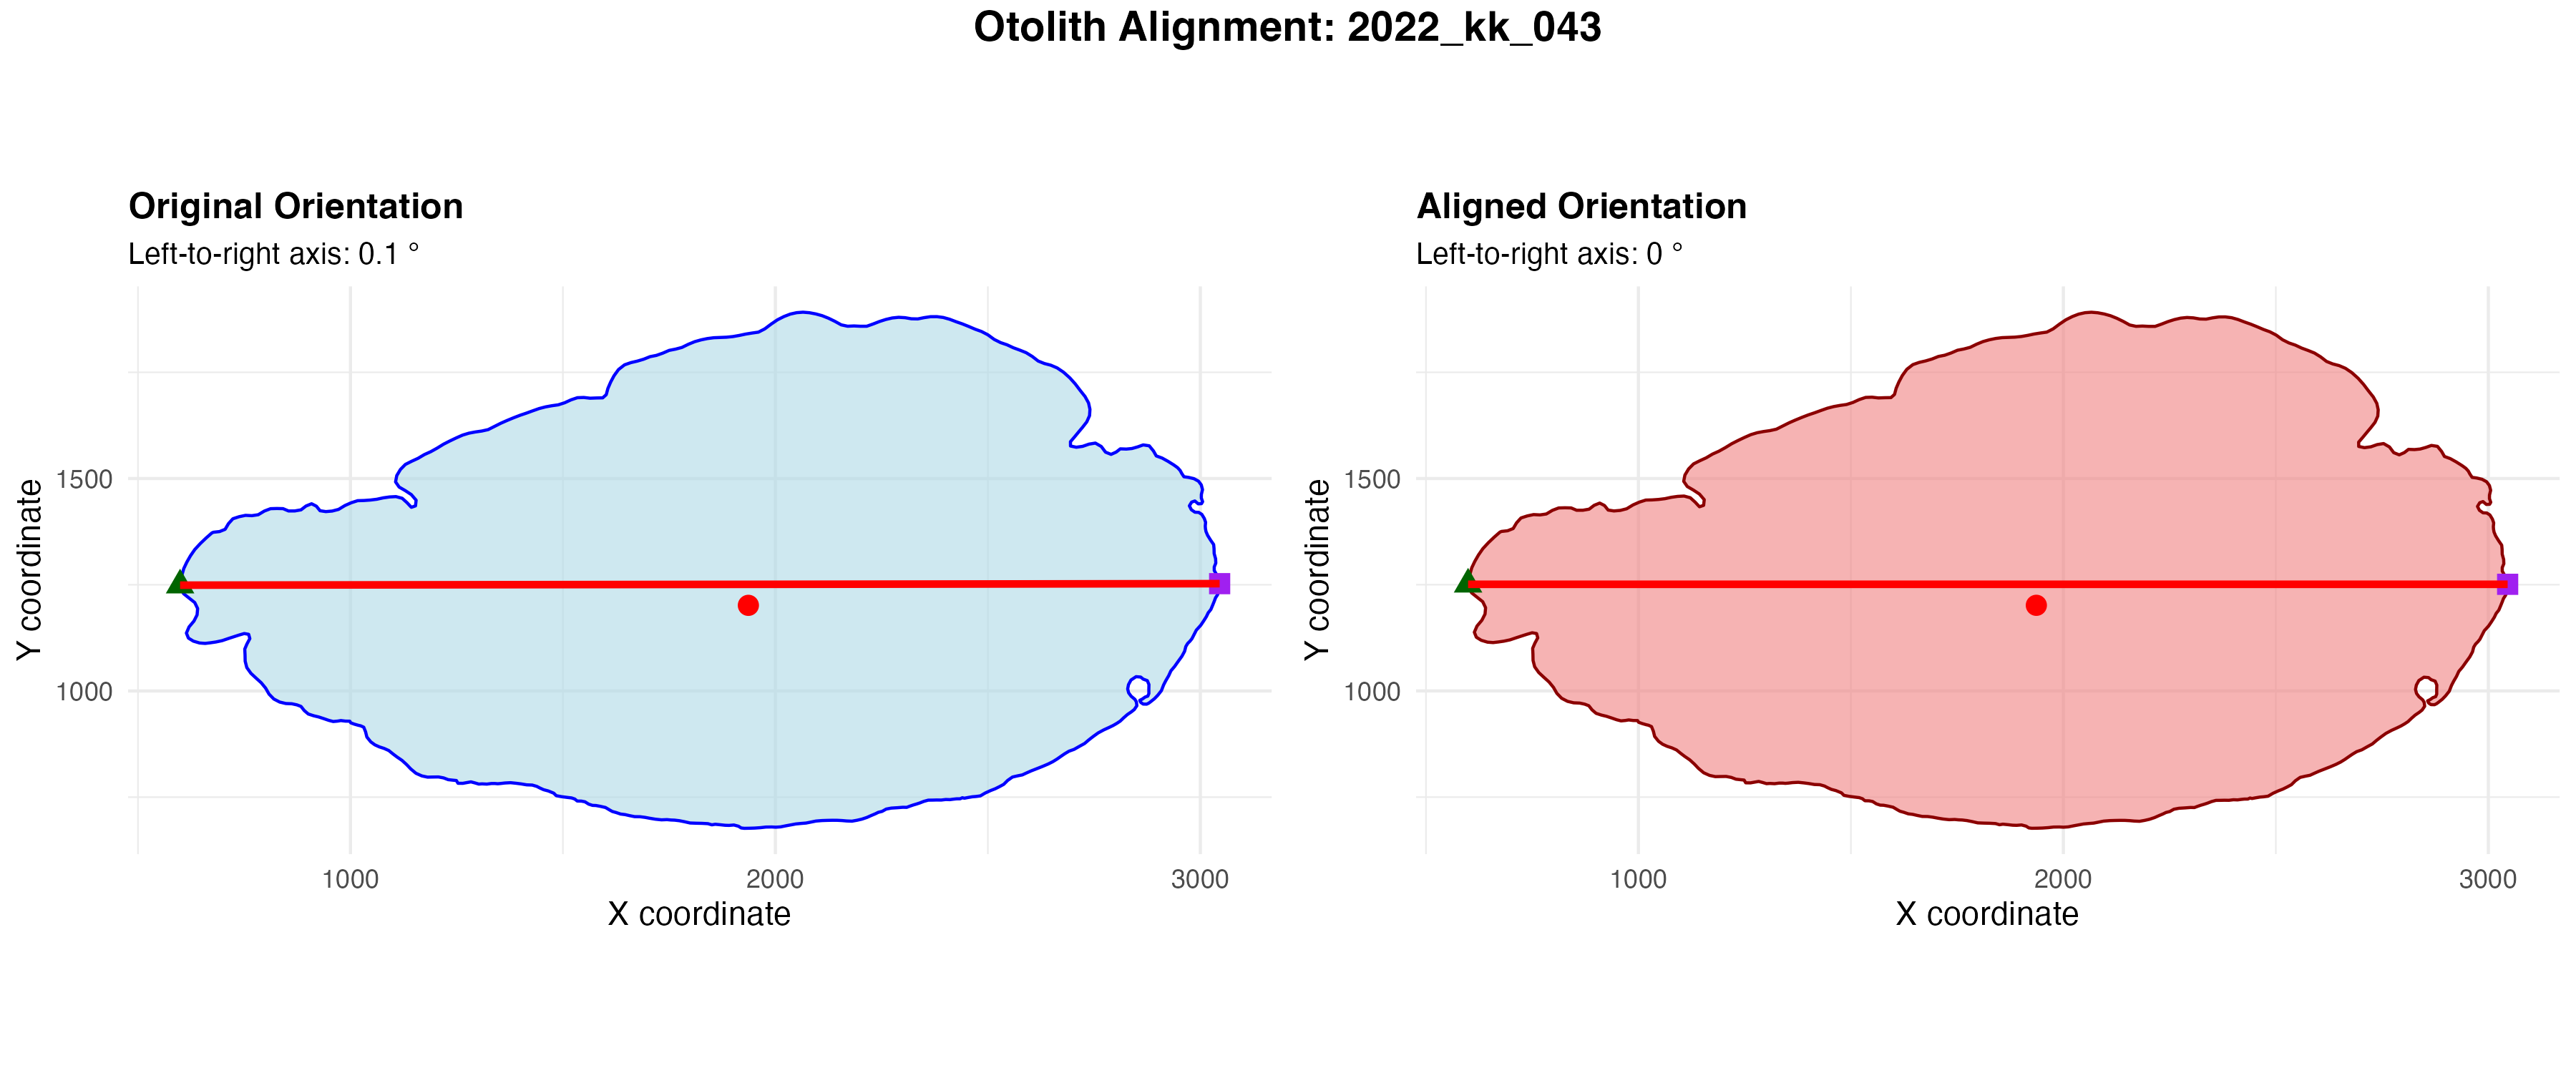 Otolith Alignment: 2022_kk_043
Original Orientation
Left-to-right axis: 0.1 °
Y coordinate
1500
1000
1000
2000
3000
X coordinate
Aligned Orientation
Left-to-right axis: 0 °
Y coordinate
1500
1000
1000
2000
3000
X coordinate